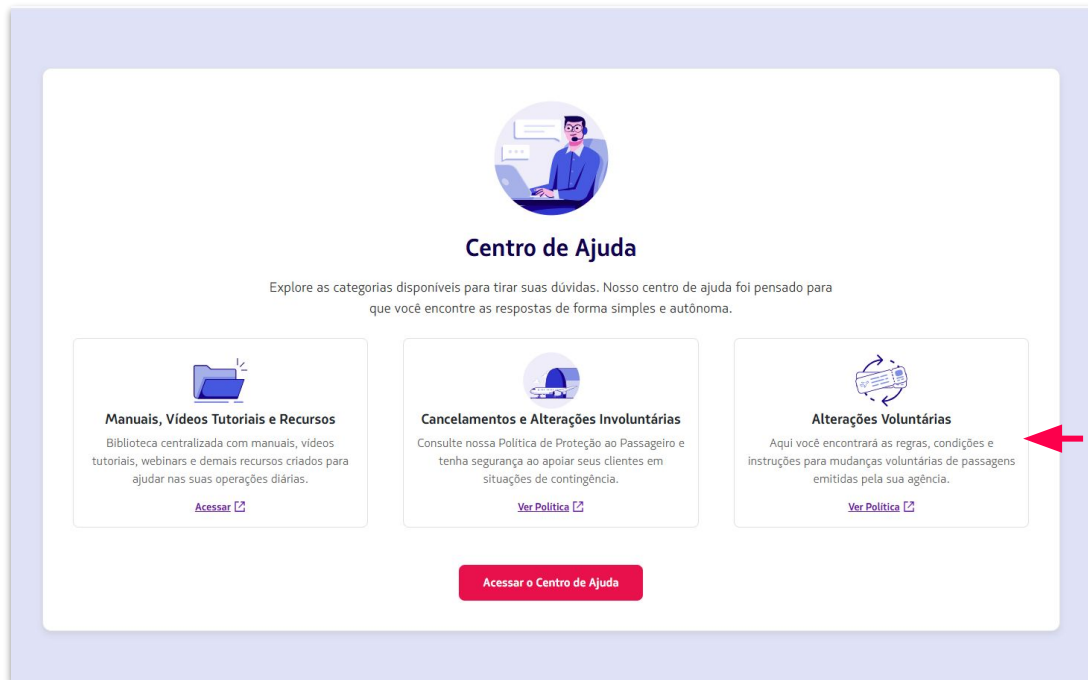 Centro de Ajuda
Explore as categorias disponíveis para tirar suas dúvidas. Nosso centro de ajuda foi pensado para
que você encontre as respostas de forma simples e autônoma.
Manuais, Vídeos Tutoriais e Recursos
Biblioteca centralizada com manuais, vídeos
tutoriais, webinars e demais recursos criados para
ajudar nas suas operações diárias.
Acessar
Cancelamentos e Alterações Involuntárias
Consulte nossa Política de Proteção ao Passageiro e
tenha segurança ao apoiar seus clientes em
situações de contingência.
Ver Política
Alterações Voluntárias
Aqui você encontrará as regras, condições e
instruções para mudanças voluntárias de passagens
emitidas pela sua agência.
Ver Política
Acessar o Centro de Ajuda